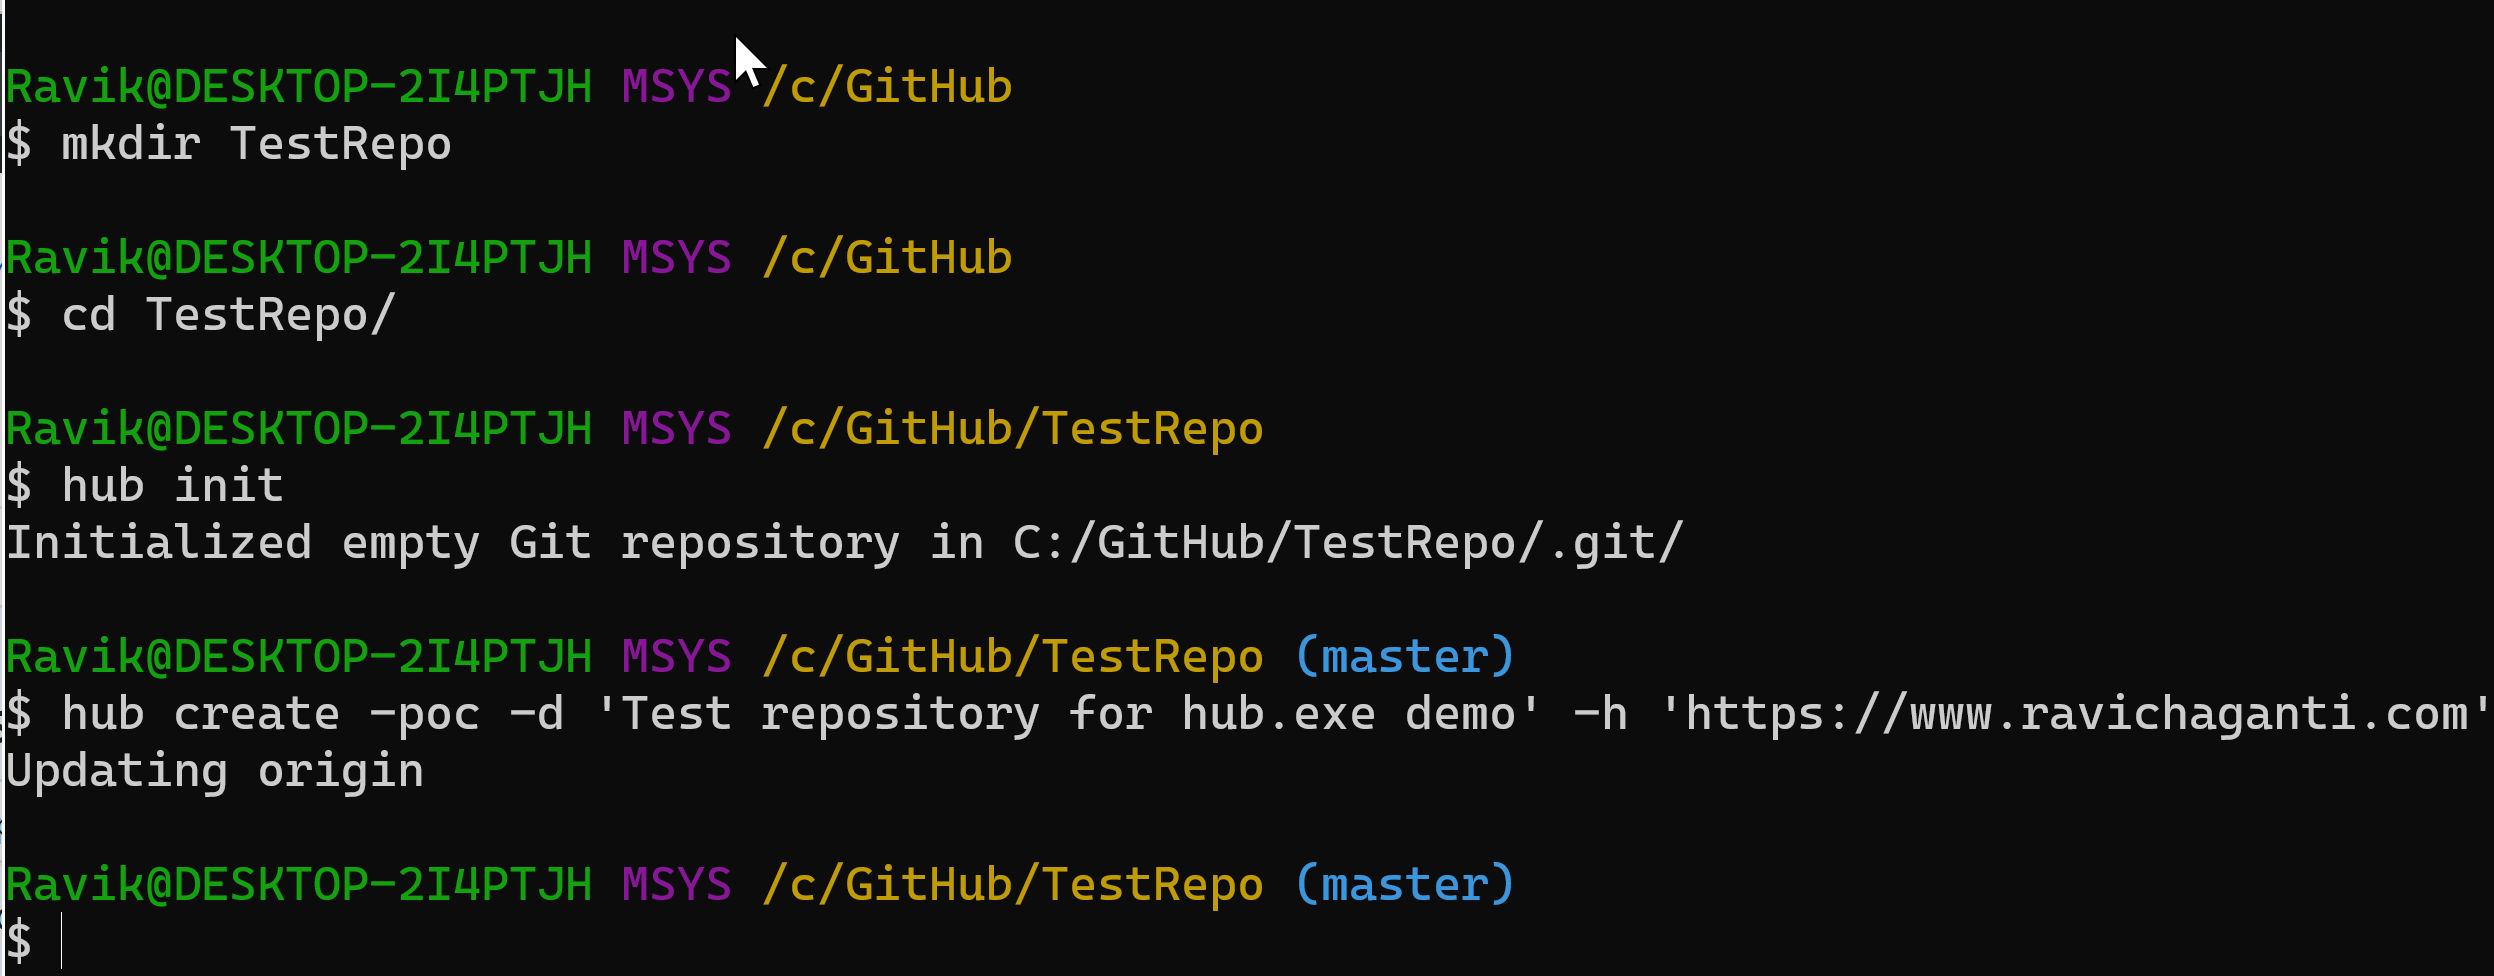 Ravik@DESKTOP-2I4PTJH MSYS /c/GitHub
$ mkdir TestRepo
Ravik@DESKTOP-2I4PTJH MSYS /c/GitHub
$ cd TestRepo/
Ravik@DESKTOP-2I4PTJH MSYS /c/GitHub/TestRepo
$ hub init
Initialized empty Git repository in C:/GitHub/TestRepo/.git/
Ravik@DESKTOP-2I4PTJH MSYS /c/GitHub/TestRepo (master)
$ hub create -poc -d 'Test repository for hub.exe demo' -h 'https://www.ravichaganti.com'
Updating origin
Ravik@DESKTOP-2I4PTJH MSYS /c/GitHub/TestRepo (master)
$